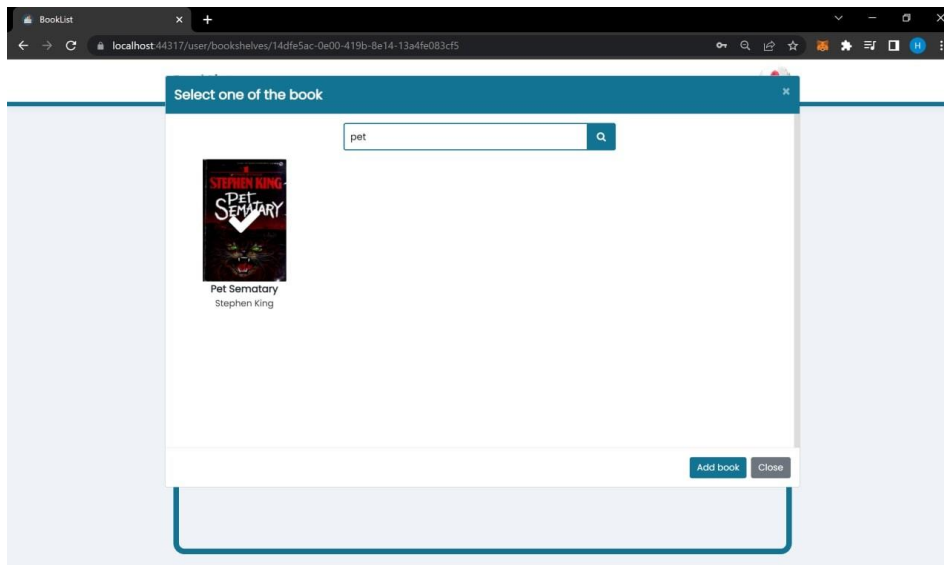 BookList
localhost:44317/user/bookshelves/14dfe5ac-0e00-419b-8e14-13a4fe083cf5
H
Select one of the book
×
pet
STEPHEN KING
PET
SEMATARY
Pet Sematary
Stephen King
Add book
Close